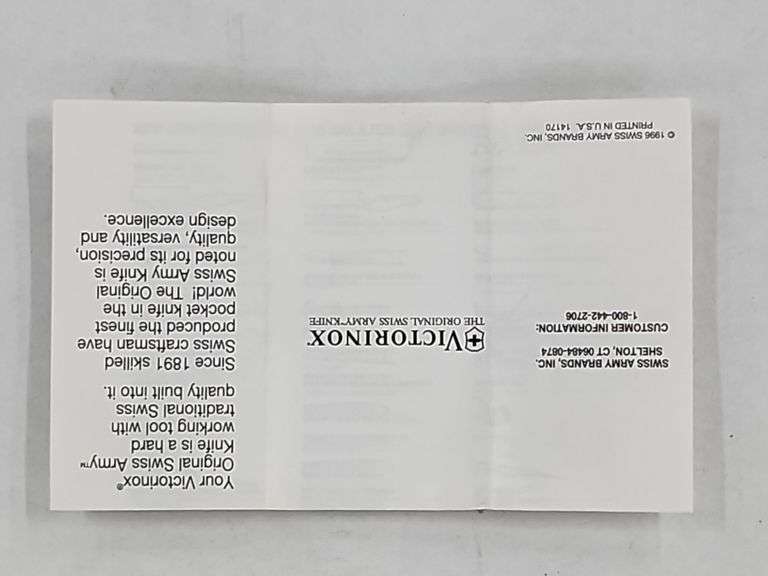 Your Victorinox®
Original Swiss Army™
Knife is a hard
working tool with
traditional Swiss
quality built into it.
Since 1891 skilled
Swiss craftsman have
produced the finest
pocket knife in the
world! The Original
Swiss Army Knife is
noted for its precision,
quality, versatility and
design excellence.
VICTORINOX®
THE ORIGINAL SWISS ARMY KNIFE
SWISS ARMY BRANDS, INC.
SHELTON, CT 06484-0874
CUSTOMER INFORMATION:
1-800-442-2706
© 1996 SWISS ARMY BRANDS, INC.
PRINTED IN U.S.A. 14170